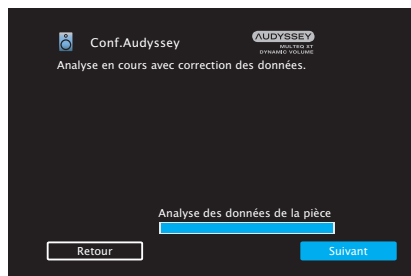 Conf.Audyssey
AUDYSSEY
MULTEQ XT
DYNAMIC VOLUME
Analyse en cours avec correction des données.
Analyse des données de la pièce
Retour
Suivant